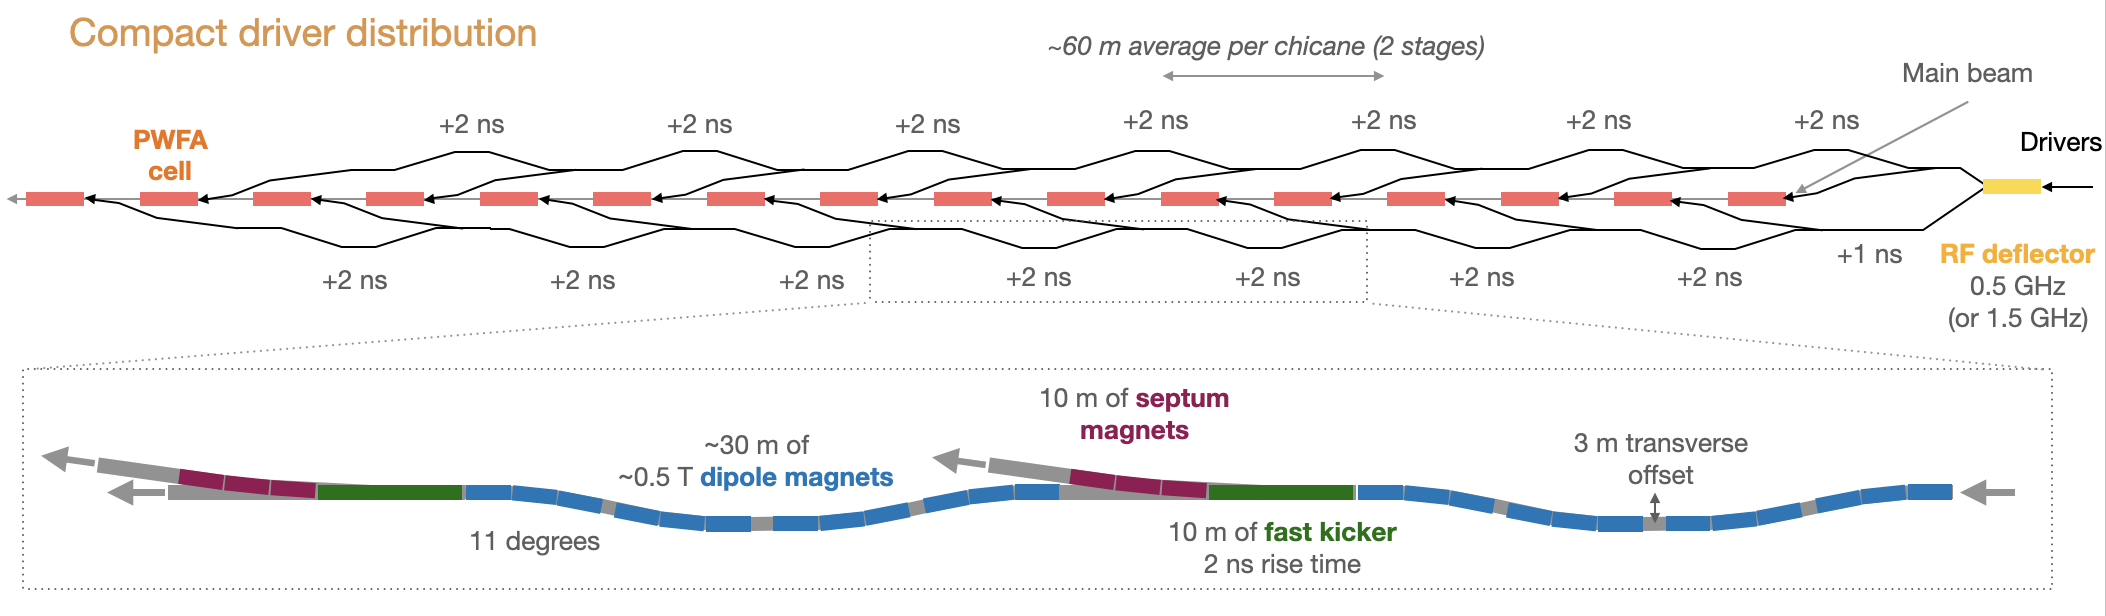 Compact driver distribution
~60 m average per chicane (2 stages)
Main beam
Drivers
PWFA
cell
+2 ns
+2 ns
+2 ns
+2 ns
+2 ns
+2 ns
+2 ns
+2 ns
+2 ns
+2 ns
+2 ns
+2 ns
+2 ns
+2 ns
+1 ns
RF deflector
0.5 GHz
(or 1.5 GHz)
10 m of septum
magnets
~30 m of
~0.5 T dipole magnets
3 m transverse
offset
11 degrees
10 m of fast kicker
2 ns rise time